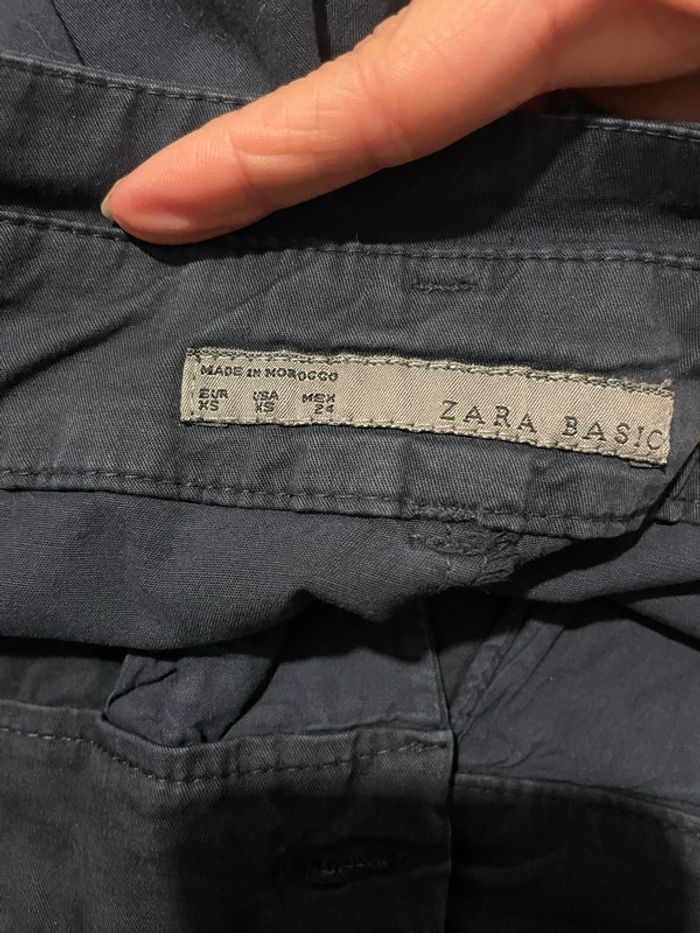 MADE IN MOROCCO
EUR USA MEX
XS XS 24
ZARA BASIC